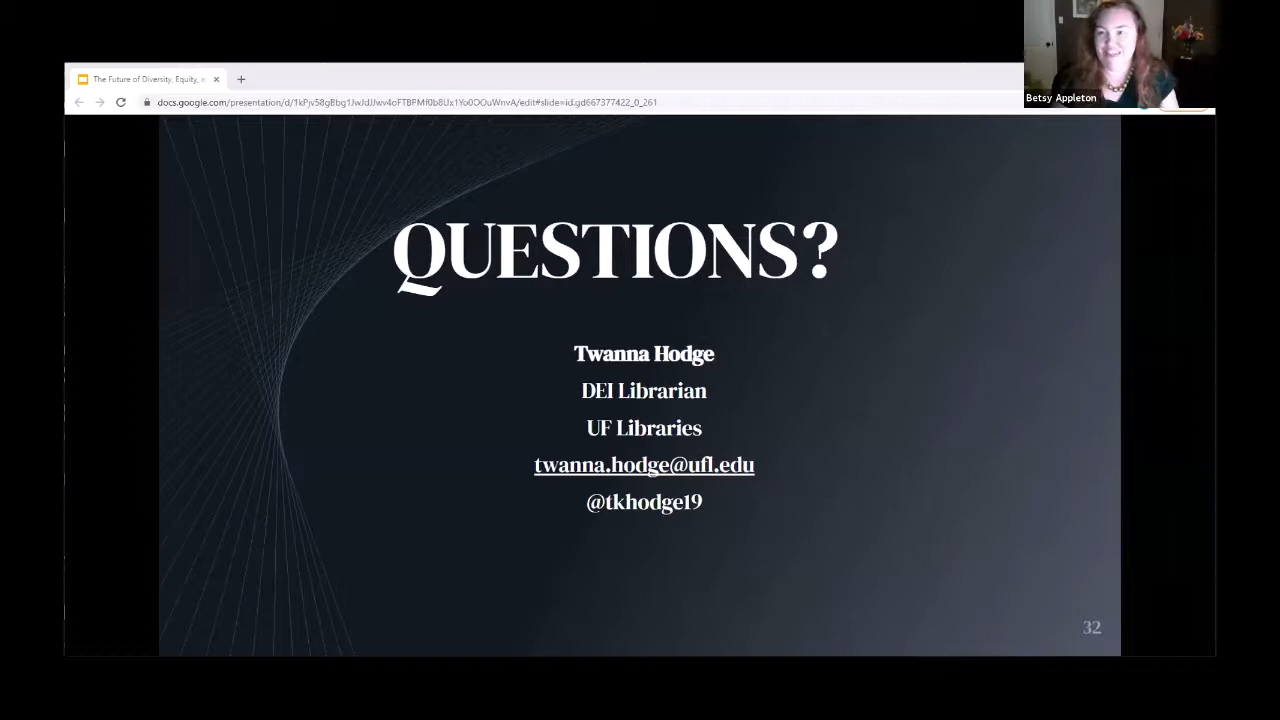 The Future of Diversity, Equity,
docs.google.com/presentation/d/1kPjv58gBbg1JwJdJJwv4oFTBPMf0b8Ux1Yo0OOuWnvA/edit#slide=id.gd667377422_0_261
Betsy Appleton
QUESTIONS?
Twanna Hodge
DEI Librarian
UF Libraries
twanna.hodge@ufl.edu
@tkhodge19
32